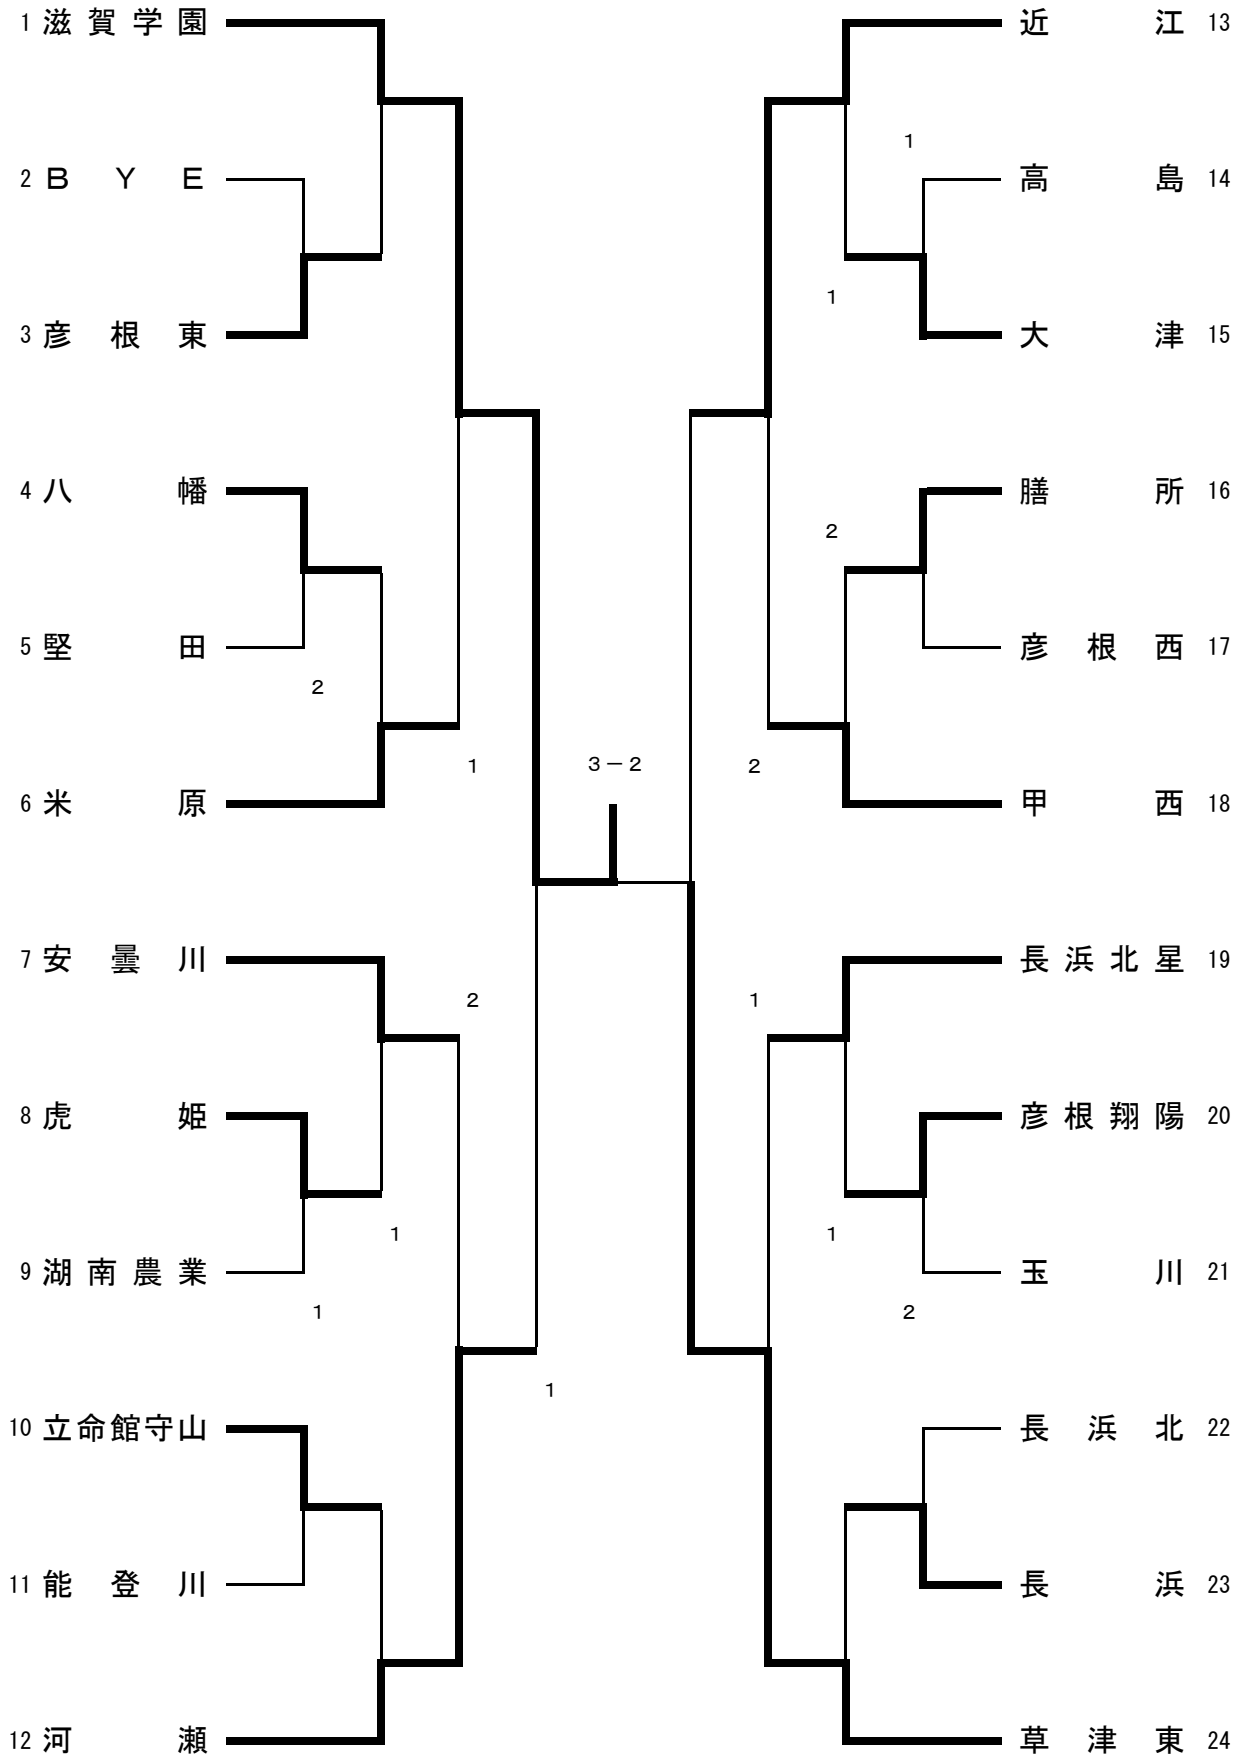 1 滋賀学園
2 BYE
3 彦根東
4 八幡
5 堅田
2
6 米原
1
7 安曇川
2
8 虎姫
1
9 湖南農業
1
1
10 立命館守山
11 能登川
12 河瀬
3-2
近江 13
1
高島 14
1
大津 15
膳所 16
2
彦根西 17
2
甲西 18
長浜北星 19
1
彦根翔陽 20
1
玉川 21
2
長浜北 22
長浜 23
草津東 24